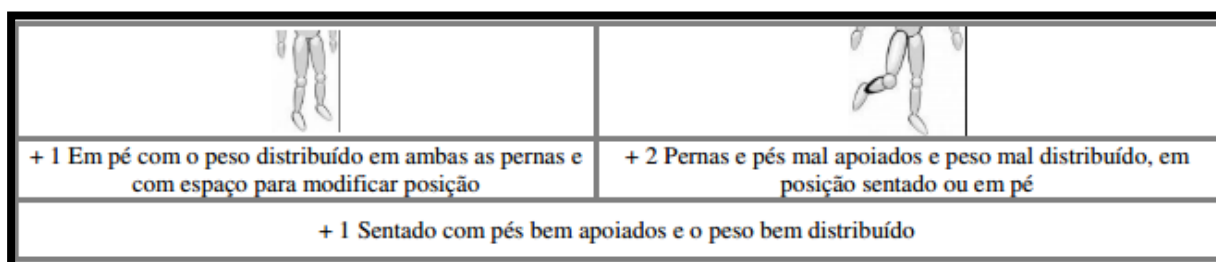 + 1 Em pé com o peso distribuído em ambas as pernas e
com espaço para modificar posição
+ 2 Pernas e pés mal apoiados e peso mal distribuído, em
posição sentado ou em pé
+ 1 Sentado com pés bem apoiados e o peso bem distribuído